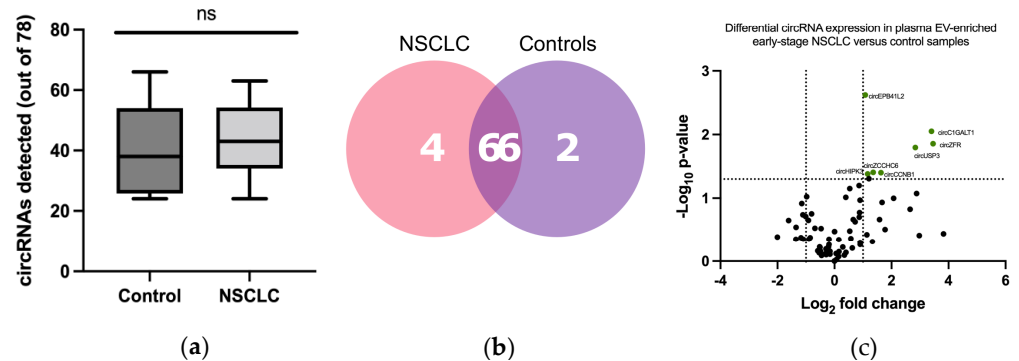 ns
circRNAs detected (out of 78)
80
60
40
20
0
Control
NSCLC
(a)
NSCLC
Controls
4
66
2
(b)
Differential circRNA expression in plasma EV-enriched
early-stage NSCLC versus control samples
-Log10 p-value
3
2
1
0
circEPB41L2
circC1GALT1
circZFR
circUSP3
circZCCHC6
circHIPK3
circCCNB1
-4
-2
0
2
4
6
Log2 fold change
(c)